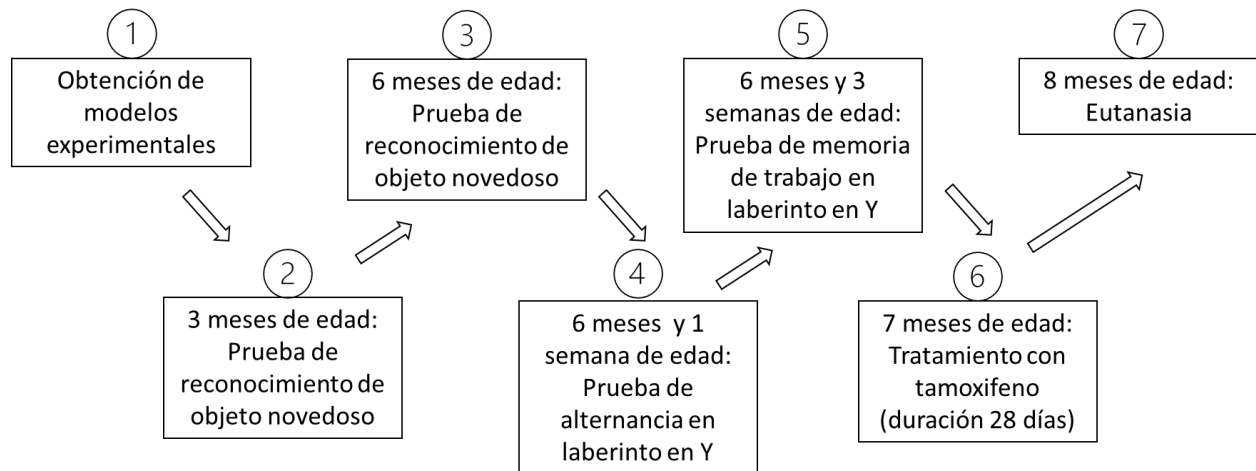 1
Obtención de
modelos
experimentales
2
3 meses de edad:
Prueba de
reconocimiento de
objeto novedoso
3
6 meses de edad:
Prueba de
reconocimiento de
objeto novedoso
4
6 meses y 1
semana de edad:
Prueba de
alternancia en
laberinto en Y
5
6 meses y 3
semanas de edad:
Prueba de memoria
de trabajo en
laberinto en Y
6
7 meses de edad:
Tratamiento con
tamoxifeno
(duración 28 días)
7
8 meses de edad:
Eutanasia